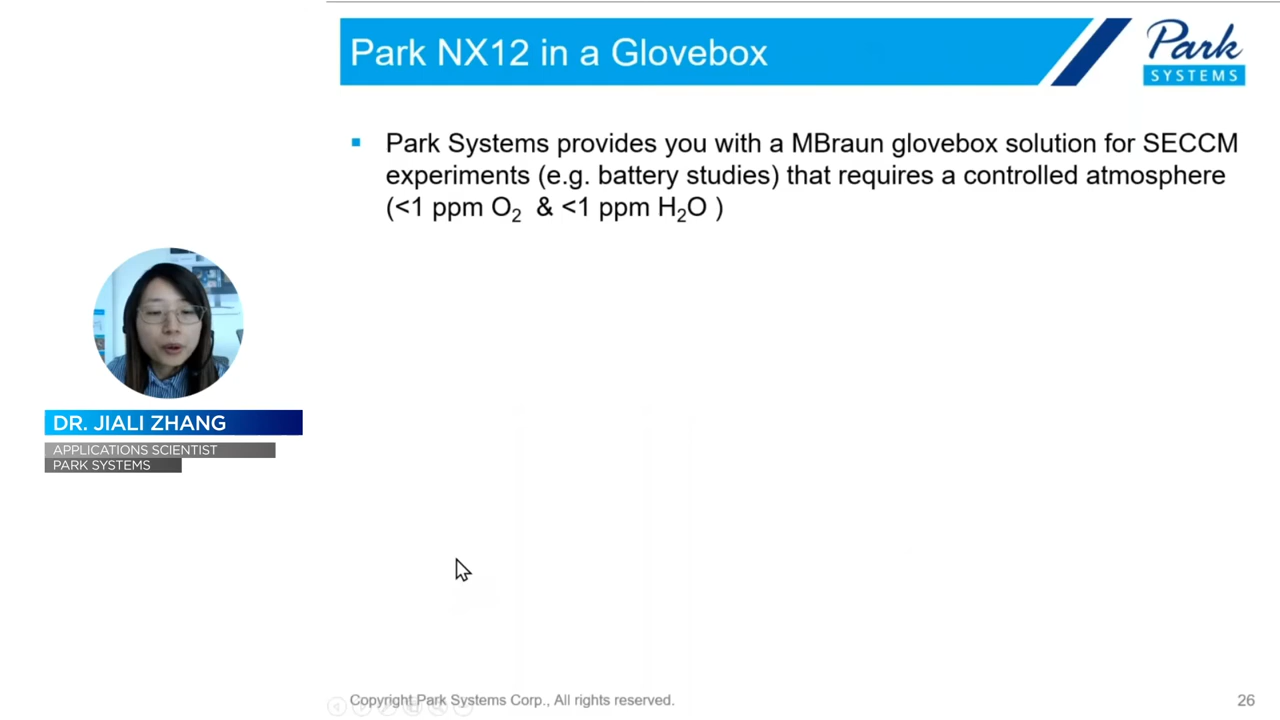 Park NX12 in a Glovebox
Park
SYSTEMS
▪ Park Systems provides you with a MBraun glovebox solution for SECCM
experiments (e.g. battery studies) that requires a controlled atmosphere
(<1 ppm O₂ & <1 ppm H₂O )
DR. JIALI ZHANG
APPLICATIONS SCIENTIST
PARK SYSTEMS
Copyright Park Systems Corp., All rights reserved.
26